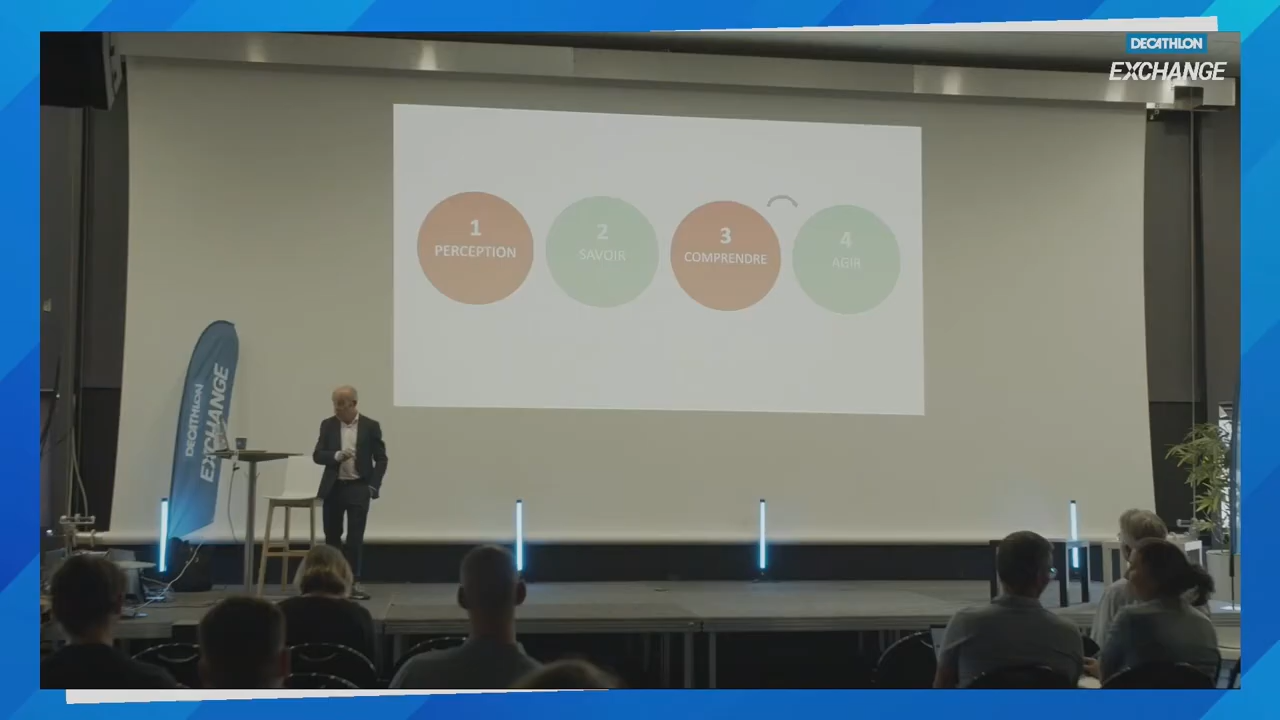 DECATHLON
EXCHANGE
1
PERCEPTION
2
SAVOIR
3
COMPRENDRE
4
AGIR
DECATHLON
EXCHANGE